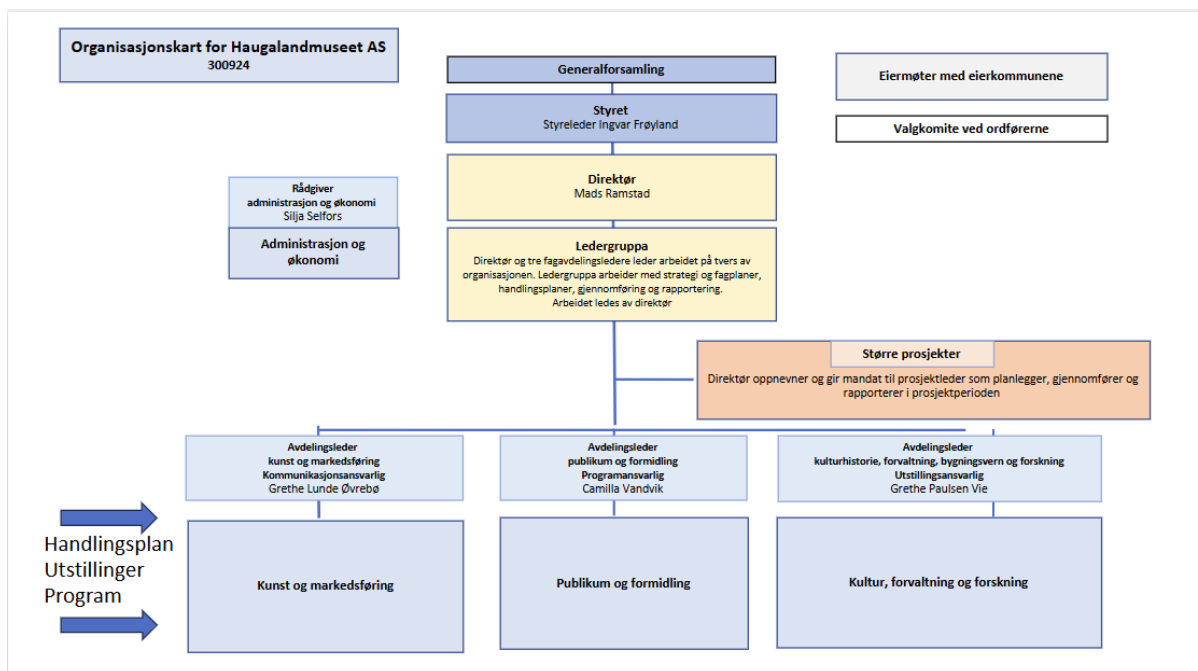 Organisasjonskart for Haugalandmuseet AS
300924
Generalforsamling
Styret
Styreleder Ingvar Frøyland
Eiermøter med eierkommunene
Valgkomite ved ordførerne
Direktør
Mads Ramstad
Rådgiver
administrasjon og økonomi
Silja Selfors
Administrasjon og
økonomi
Ledergruppa
Direktør og tre fagavdelingsledere leder arbeidet på tvers av
organisasjonen. Ledergruppa arbeider med strategi og fagplaner,
handlingsplaner, gjennomføring og rapportering.
Arbeidet ledes av direktør
Større prosjekter
Direktør oppnevner og gir mandat til prosjektleder som planlegger, gjennomfører og
rapporterer i prosjektperioden
Avdelingsleder
kunst og markedsføring
Kommunikasjonsansvarlig
Grethe Lunde Øvrebø
Avdelingsleder
publikum og formidling
Programansvarlig
Camilla Vandvik
Avdelingsleder
kulturhistorie, forvaltning, bygningsvern og forskning
Utstillingsansvarlig
Grethe Paulsen Vie
Handlingsplan
Utstillinger
Program
Kunst og markedsføring
Publikum og formidling
Kultur, forvaltning og forskning